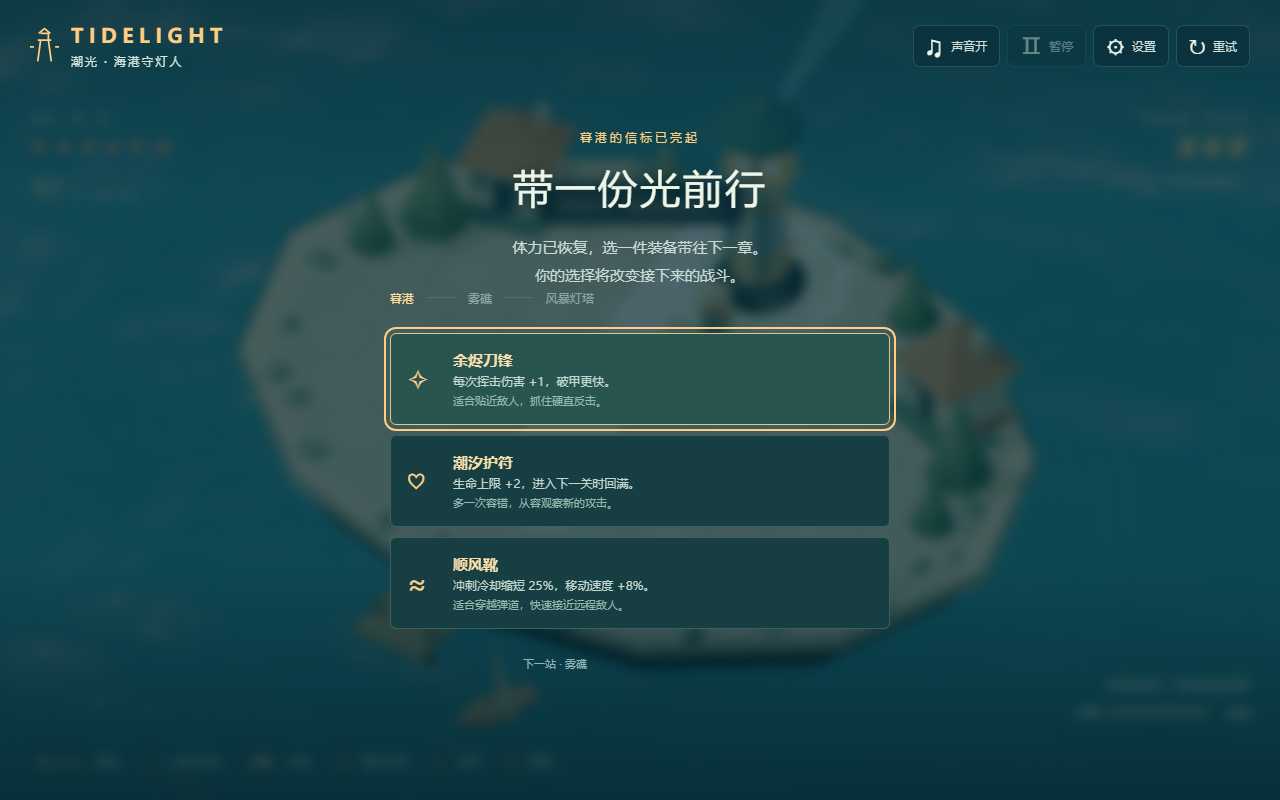 TIDELIGHT
潮光 · 海港守灯人
声音开
暂停
设置
重试
暮港的信标已亮起
带一份光前行
体力已恢复，选一件装备带往下一章。
你的选择将改变接下来的战斗。
暮港 雾礁 风暴灯塔
余烬刀锋
每次挥击伤害 +1，破甲更快。
适合贴近敌人，抓住硬直反击。
潮汐护符
生命上限 +2，进入下一关时回满。
多一次容错，从容观察新的攻击。
顺风靴
冲刺冷却缩短 25%，移动速度 +8%。
适合穿越弹道，快速接近远程敌人。
下一站 · 雾礁